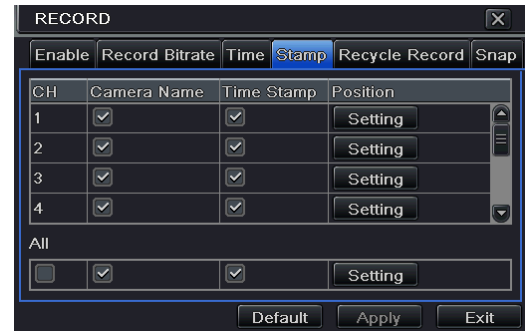 RECORD
Enable Record Bitrate Time Stamp Recycle Record Snap
CH Camera Name Time Stamp Position
1 Setting
2 Setting
3 Setting
4 Setting
All
Setting
Default Apply Exit